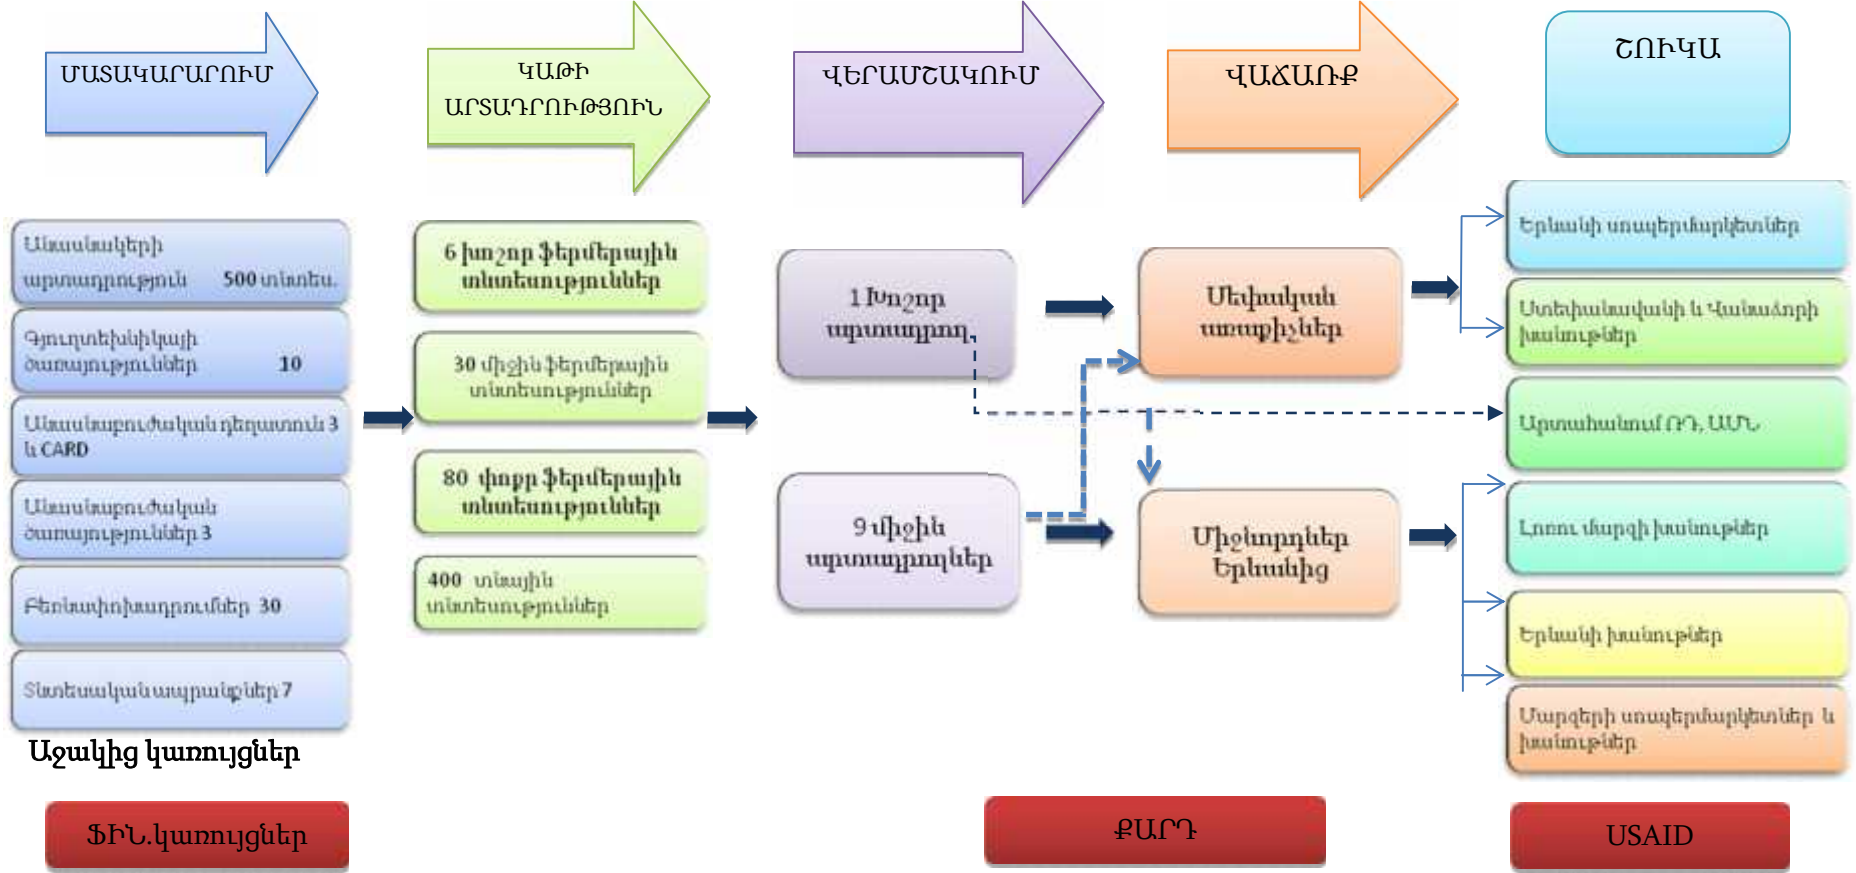 ՄԱՏԱԿԱՐԱՐՈՒՄ
ԿԱԹԻ
ԱՐՏԱԴՐՈՒԹՅՈՒՆ
ՎԵՐԱՄՇԱԿՈՒՄ
ՎԱՃԱՌՔ
ՇՈՒԿԱ
Անասնակերի
արտադրություն 500 տնտես.
Գյուղտեխնիկայի
ծառայություններ 10
Անասնաբուժական դեղատուն 3
և CARD
Անասնաբուժական
ծառայություններ 3
Բեռնափոխադրումներ 30
Տնտեսական ապրանքներ 7
6 խոշոր ֆերմերային
տնտեսություններ
30 միջին ֆերմերային
տնտեսություններ
80 փոքր ֆերմերային
տնտեսություններ
400 տնային
տնտեսություններ
1 Խոշոր
արտադրող
9 միջին
արտադրողներ
Սեփական
առաքիչներ
Միջնորդներ
Երևանից
Երևանի սուպերմարկետներ
Ստեփանավանի և Վանաձորի
խանութներ
Արտահանում ՌԴ, ԱՄՆ
Լոռու մարզի խանութներ
Երևանի խանութներ
Մարզերի սուպերմարկետներ և
խանութներ
Աջակից կառույցներ
ՖԻՆ.կառույցներ
ՔԱՐԴ
USAID